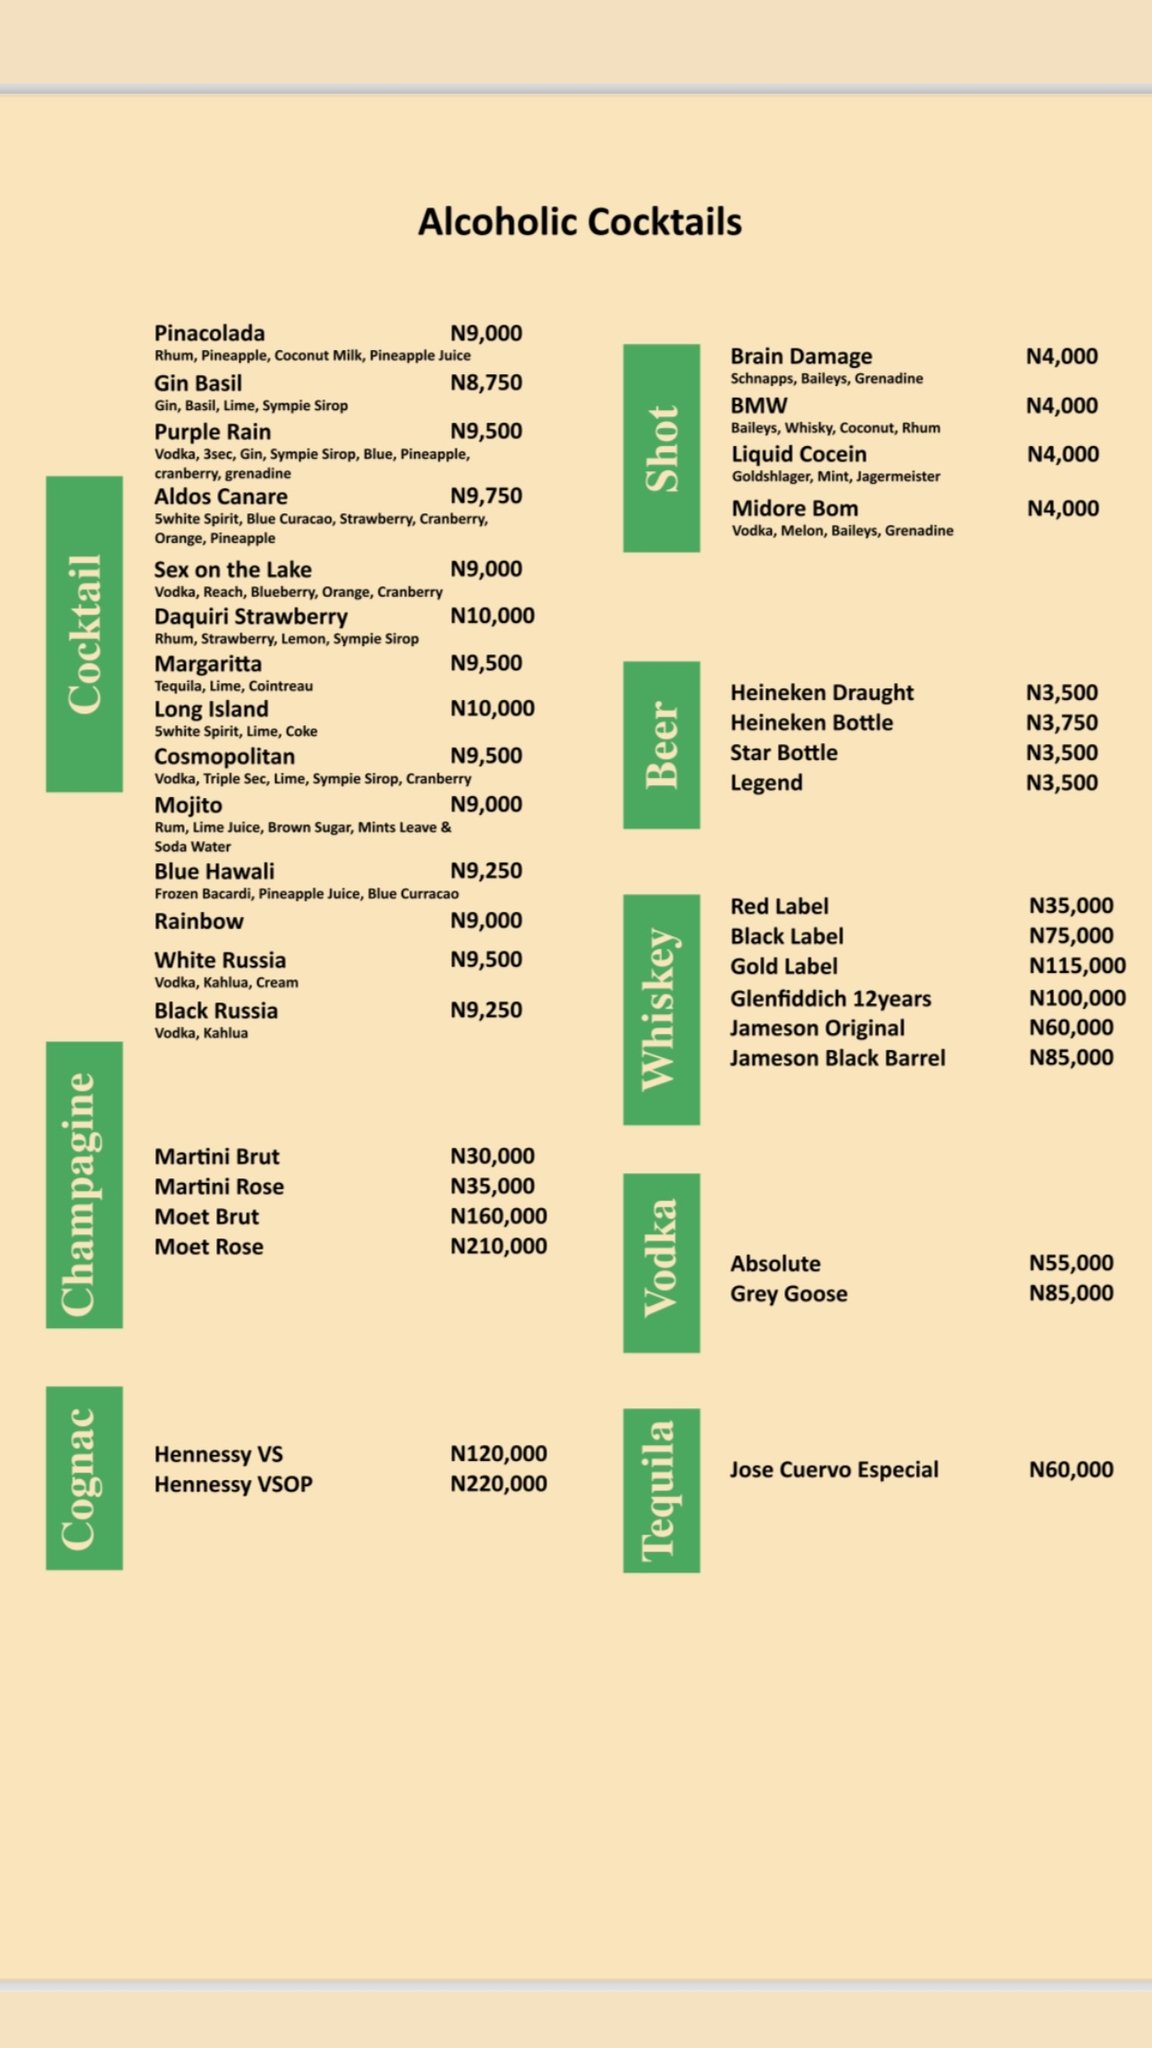 Alcoholic Cocktails
Cocktail
Pinacolada N9,000
Rhum, Pineapple, Coconut Milk, Pineapple Juice
Gin Basil N8,750
Gin, Basil, Lime, Sympie Sirop
Purple Rain N9,500
Vodka, 3sec, Gin, Sympie Sirop, Blue, Pineapple,
cranberry, grenadine
Aldos Canare N9,750
5white Spirit, Blue Curacao, Strawberry, Cranberry,
Orange, Pineapple
Sex on the Lake N9,000
Vodka, Reach, Blueberry, Orange, Cranberry
Daquiri Strawberry N10,000
Rhum, Strawberry, Lemon, Sympie Sirop
Margaritta N9,500
Tequila, Lime, Cointreau
Long Island N10,000
5white Spirit, Lime, Coke
Cosmopolitan N9,500
Vodka, Triple Sec, Lime, Sympie Sirop, Cranberry
Mojito N9,000
Rum, Lime Juice, Brown Sugar, Mints Leave &
Soda Water
Blue Hawali N9,250
Frozen Bacardi, Pineapple Juice, Blue Curracao
Rainbow N9,000
White Russia N9,500
Vodka, Kahlua, Cream
Black Russia N9,250
Vodka, Kahlua
Champagine
Martini Brut N30,000
Martini Rose N35,000
Moet Brut N160,000
Moet Rose N210,000
Cognac
Hennessy VS N120,000
Hennessy VSOP N220,000
Shot
Brain Damage N4,000
Schnapps, Baileys, Grenadine
BMW N4,000
Baileys, Whisky, Coconut, Rhum
Liquid Cocein N4,000
Goldshlager, Mint, Jagermeister
Midore Bom N4,000
Vodka, Melon, Baileys, Grenadine
Beer
Heineken Draught N3,500
Heineken Bottle N3,750
Star Bottle N3,500
Legend N3,500
Whiskey
Red Label N35,000
Black Label N75,000
Gold Label N115,000
Glenfiddich 12years N100,000
Jameson Original N60,000
Jameson Black Barrel N85,000
Vodka
Absolute N55,000
Grey Goose N85,000
Tequila
Jose Cuervo Especial N60,000